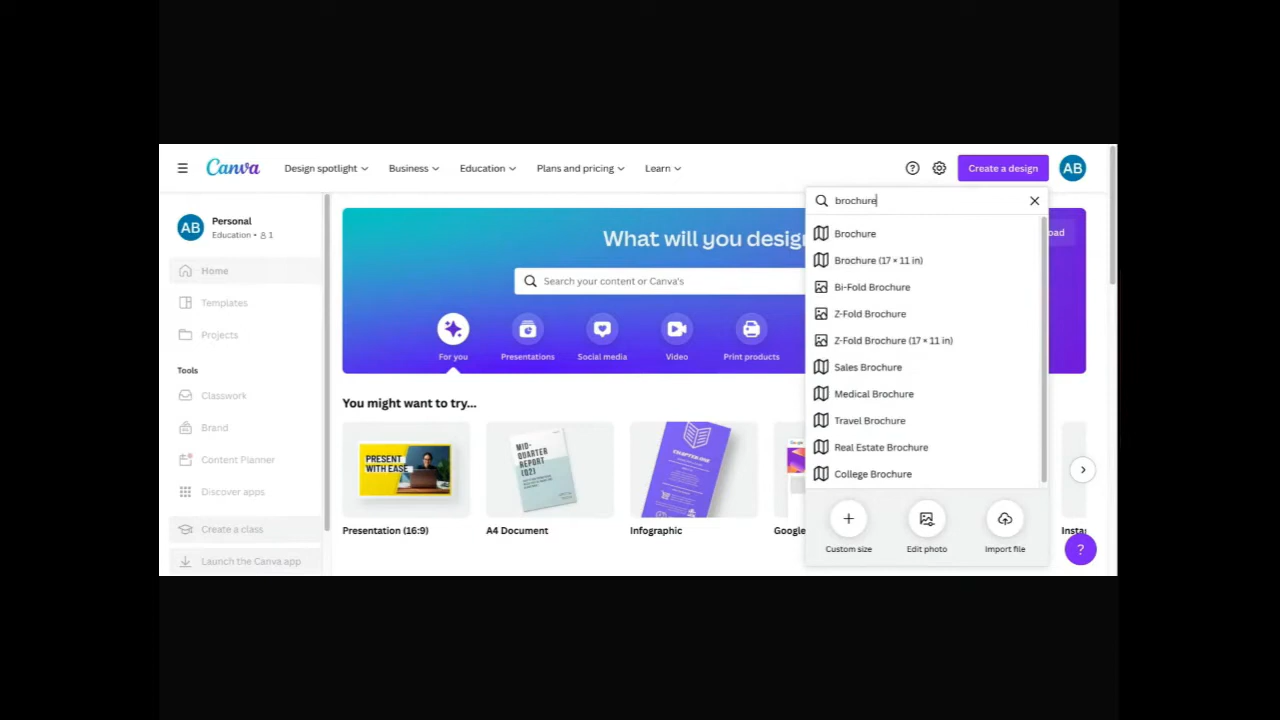 Canva
Design spotlight
Business
Education
Plans and pricing
Learn
Create a design
AB
AB
Personal
Education • 1
Home
Templates
Projects
Tools
Classwork
Brand
Content Planner
Discover apps
Create a class
Launch the Canva app
What will you desig
Search your content or Canva's
For you
Presentations
Social media
Video
Print products
You might want to try...
PRESENT
WITH EASE
MID-
QUARTER
REPORT
(Q2)
CHAPTER ONE
Google
Presentation (16:9)
A4 Document
Infographic
Google
Insta
brochure
oad
Brochure
Brochure (17 × 11 in)
Bi-Fold Brochure
Z-Fold Brochure
Z-Fold Brochure (17 × 11 in)
Sales Brochure
Medical Brochure
Travel Brochure
Real Estate Brochure
College Brochure
Custom size
Edit photo
Import file
?